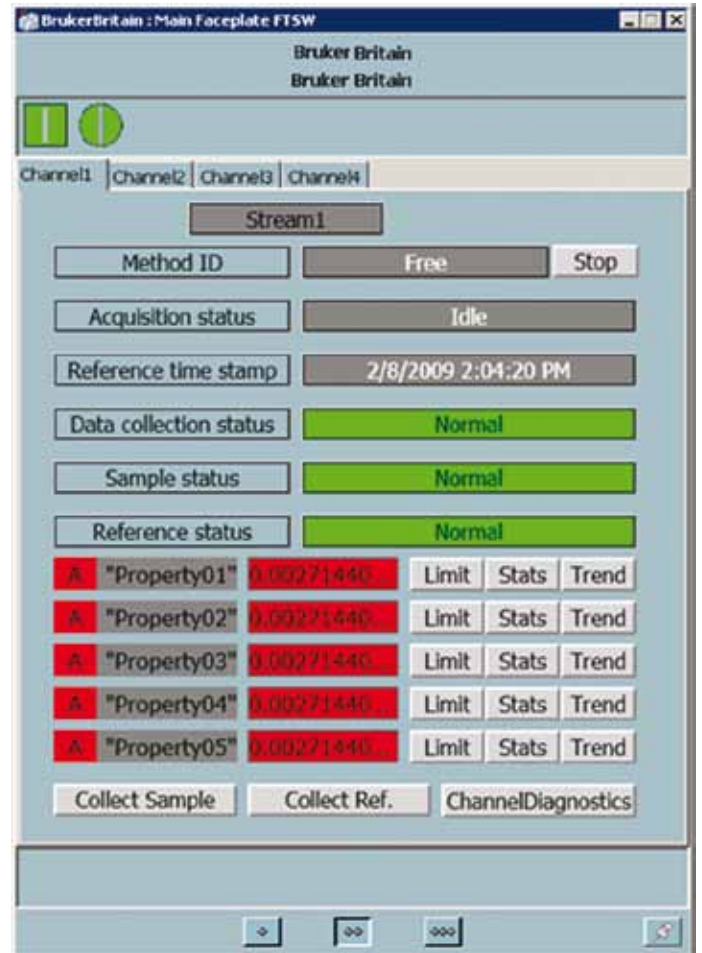 BrukerBritain : Main Faceplate FTSW
Bruker Britain
Bruker Britain
Channel1 Channel2 Channel3 Channel4
Stream1
Method ID Free Stop
Acquisition status Idle
Reference time stamp 2/8/2009 2:04:20 PM
Data collection status Normal
Sample status Normal
Reference status Normal
A "Property01" 0.00271440... Limit Stats Trend
A "Property02" 0.00271440... Limit Stats Trend
A "Property03" 0.00271440... Limit Stats Trend
A "Property04" 0.00271440... Limit Stats Trend
A "Property05" 0.00271440... Limit Stats Trend
Collect Sample Collect Ref. ChannelDiagnostics